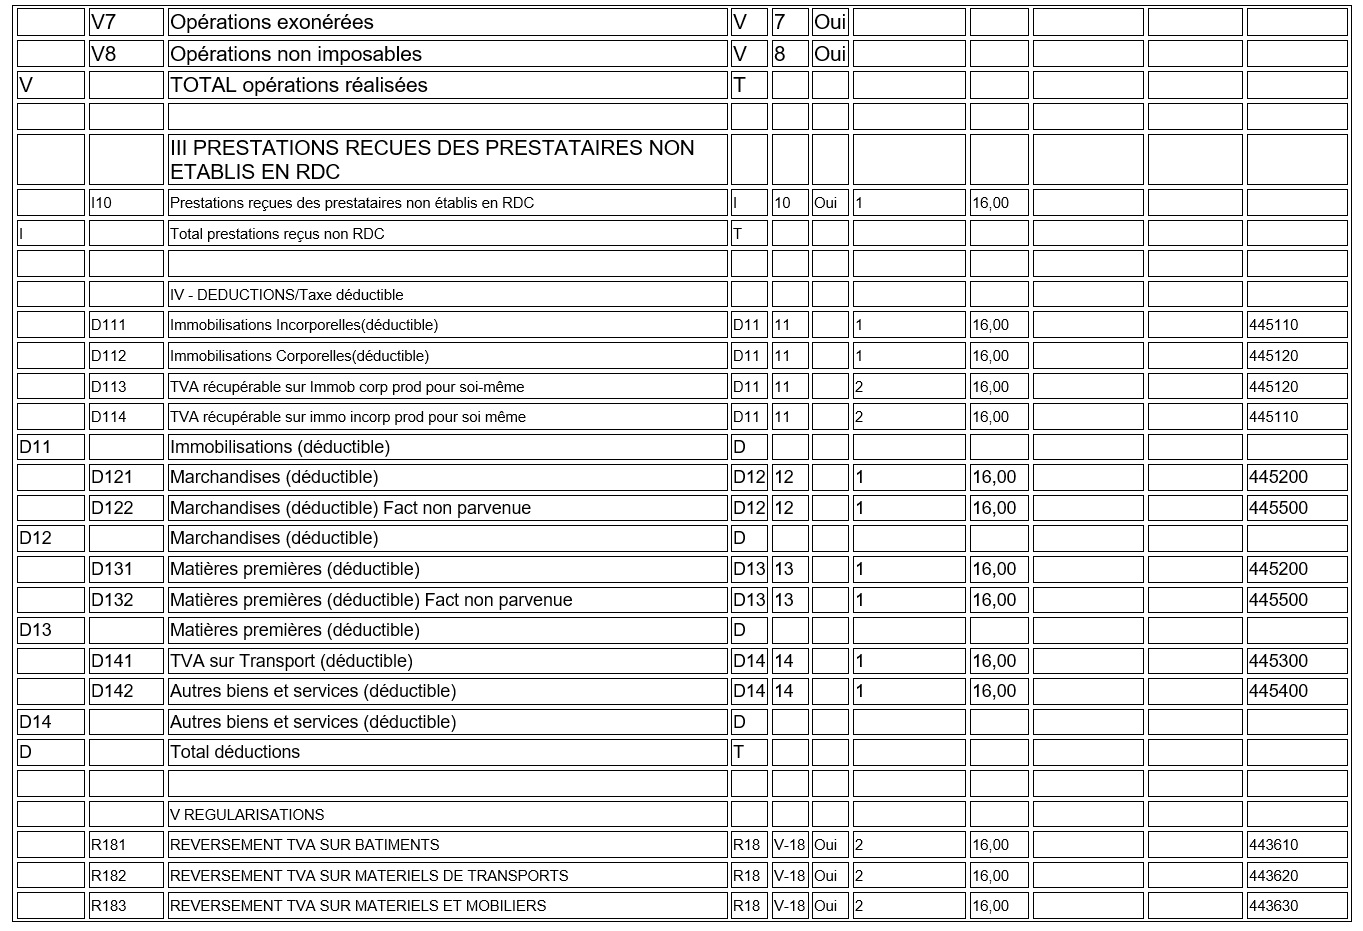 V7 Opérations exonérées V 7 Oui
V8 Opérations non imposables V 8 Oui
V TOTAL opérations réalisées T
III PRESTATIONS RECUES DES PRESTATAIRES NON
ETABLIS EN RDC
I10 Prestations reçues des prestataires non établis en RDC I 10 Oui 1 16,00
I Total prestations reçus non RDC T
IV - DEDUCTIONS/Taxe déductible
D111 Immobilisations Incorporelles(déductible) D11 11 1 16,00 445110
D112 Immobilisations Corporelles(déductible) D11 11 1 16,00 445120
D113 TVA récupérable sur Immob corp prod pour soi-même D11 11 2 16,00 445120
D114 TVA récupérable sur immo incorp prod pour soi même D11 11 2 16,00 445110
D11 Immobilisations (déductible) D
D121 Marchandises (déductible) D12 12 1 16,00 445200
D122 Marchandises (déductible) Fact non parvenue D12 12 1 16,00 445500
D12 Marchandises (déductible) D
D131 Matières premières (déductible) D13 13 1 16,00 445200
D132 Matières premières (déductible) Fact non parvenue D13 13 1 16,00 445500
D13 Matières premières (déductible) D
D141 TVA sur Transport (déductible) D14 14 1 16,00 445300
D142 Autres biens et services (déductible) D14 14 1 16,00 445400
D14 Autres biens et services (déductible) D
D Total déductions T
V REGULARISATIONS
R181 REVERSEMENT TVA SUR BATIMENTS R18 V-18 Oui 2 16,00 443610
R182 REVERSEMENT TVA SUR MATERIELS DE TRANSPORTS R18 V-18 Oui 2 16,00 443620
R183 REVERSEMENT TVA SUR MATERIELS ET MOBILIERS R18 V-18 Oui 2 16,00 443630